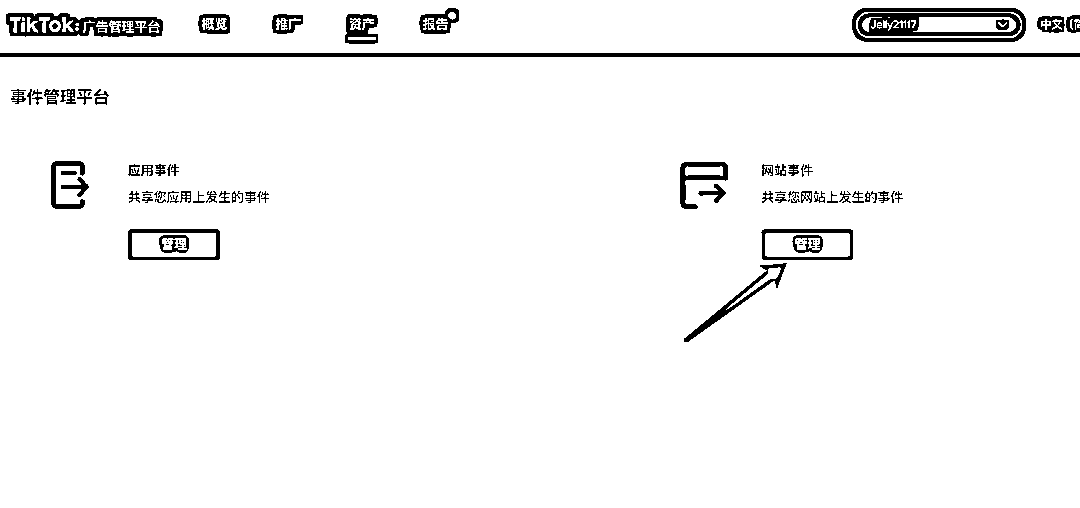 TikTok: 广告管理平台 概览 推广 资产 报告 Jelly21117 中文
事件管理平台
应用事件
共享您应用上发生的事件
管理
网站事件
共享您网站上发生的事件
管理